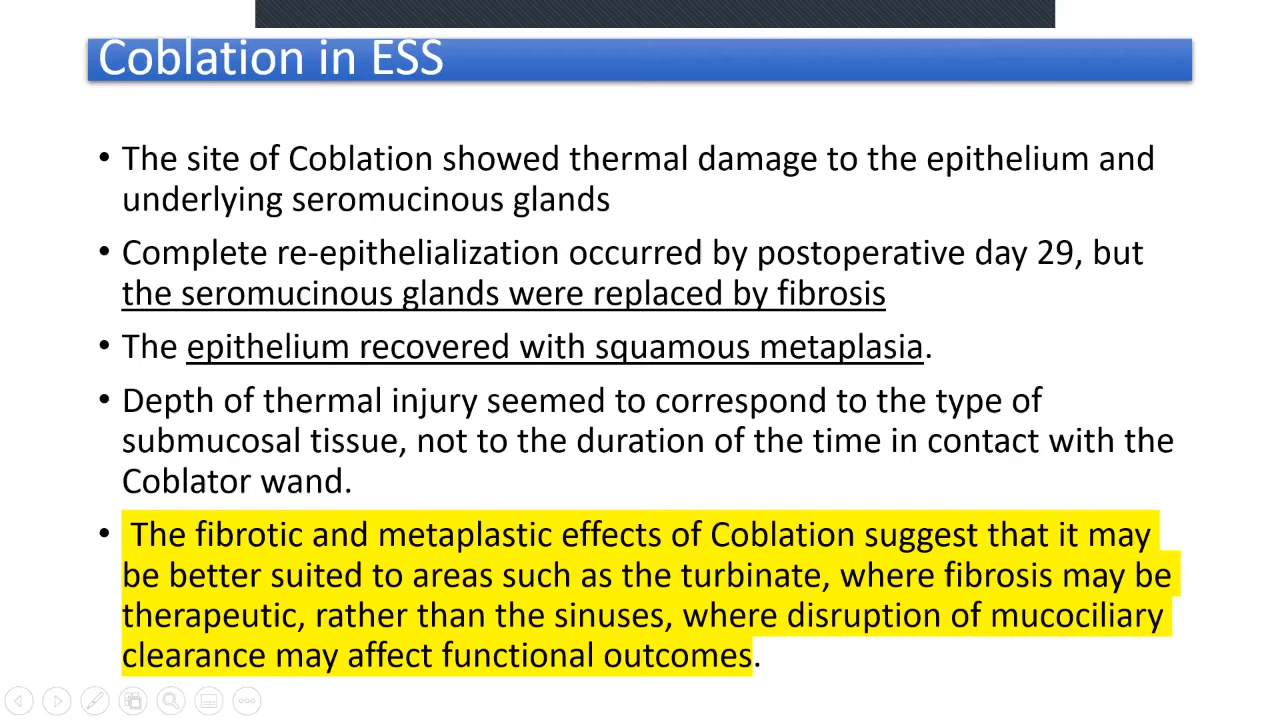 Coblation in ESS
• The site of Coblation showed thermal damage to the epithelium and
underlying seromucinous glands
• Complete re-epithelialization occurred by postoperative day 29, but
the seromucinous glands were replaced by fibrosis
• The epithelium recovered with squamous metaplasia.
• Depth of thermal injury seemed to correspond to the type of
submucosal tissue, not to the duration of the time in contact with the
Coblator wand.
• The fibrotic and metaplastic effects of Coblation suggest that it may
be better suited to areas such as the turbinate, where fibrosis may be
therapeutic, rather than the sinuses, where disruption of mucociliary
clearance may affect functional outcomes.